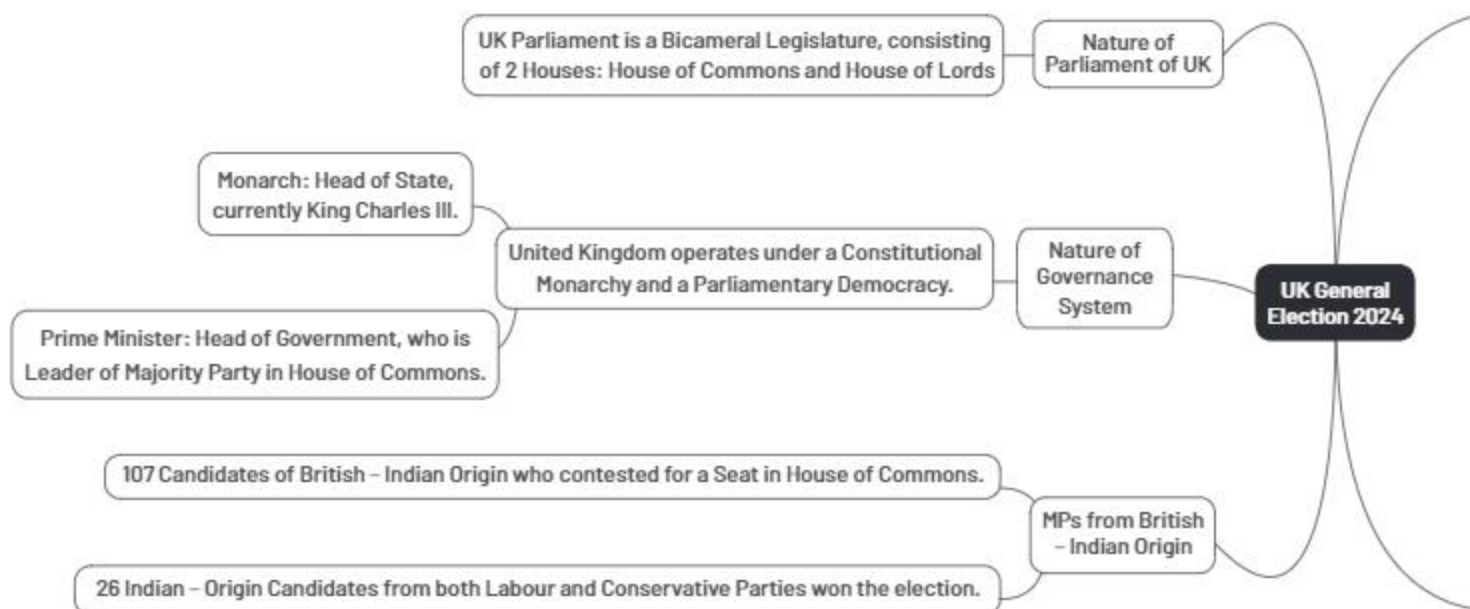 UK Parliament is a Bicameral Legislature, consisting
of 2 Houses: House of Commons and House of Lords
Nature of
Parliament of UK
Monarch: Head of State,
currently King Charles III.
United Kingdom operates under a Constitutional
Monarchy and a Parliamentary Democracy.
Nature of
Governance
System
UK General
Election 2024
Prime Minister: Head of Government, who is
Leader of Majority Party in House of Commons.
107 Candidates of British – Indian Origin who contested for a Seat in House of Commons.
MPs from British
– Indian Origin
26 Indian – Origin Candidates from both Labour and Conservative Parties won the election.